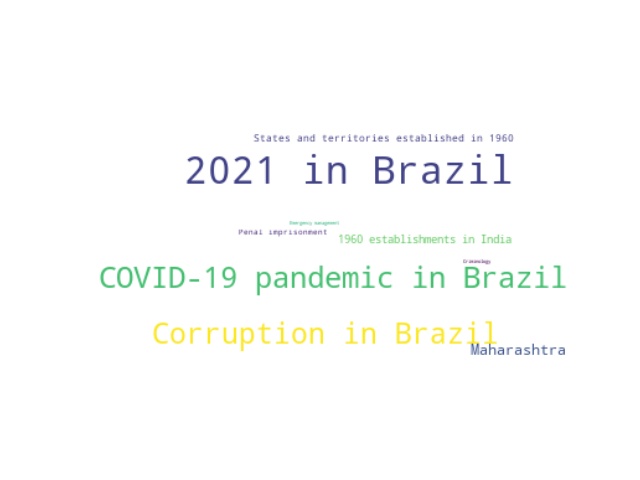 States and territories established in 1960
2021 in Brazil
Emergency management
Penal imprisonment
1960 establishments in India
Criminology
COVID-19 pandemic in Brazil
Corruption in Brazil
Maharashtra